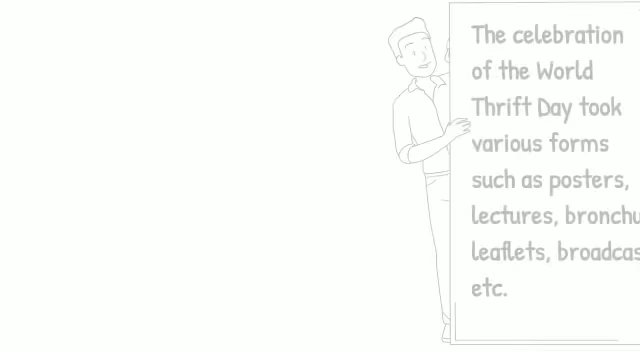 The celebration
of the World
Thrift Day took
various forms
such as posters,
lectures, bronchu
leaflets, broadcas
etc.